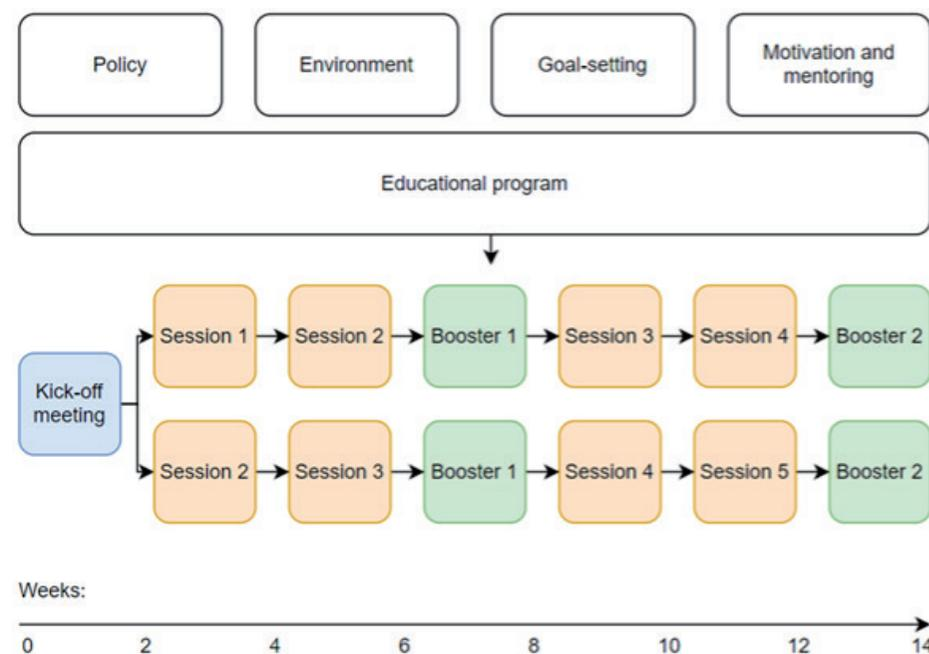 Policy
Environment
Goal-setting
Motivation and
mentoring
Educational program
Session 1
Session 2
Booster 1
Session 3
Session 4
Booster 2
Kick-off
meeting
Session 2
Session 3
Booster 1
Session 4
Session 5
Booster 2
Weeks:
0 2 4 6 8 10 12 14